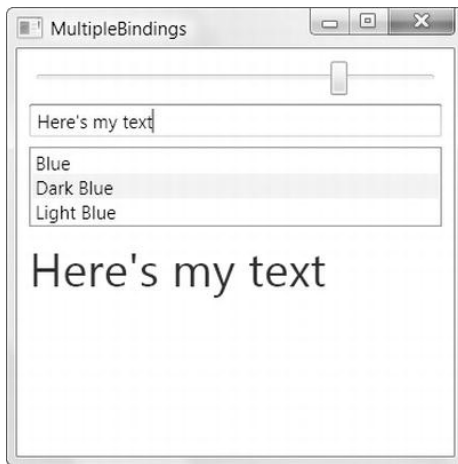 MultipleBindings
Here's my text
Blue
Dark Blue
Light Blue
Here's my text